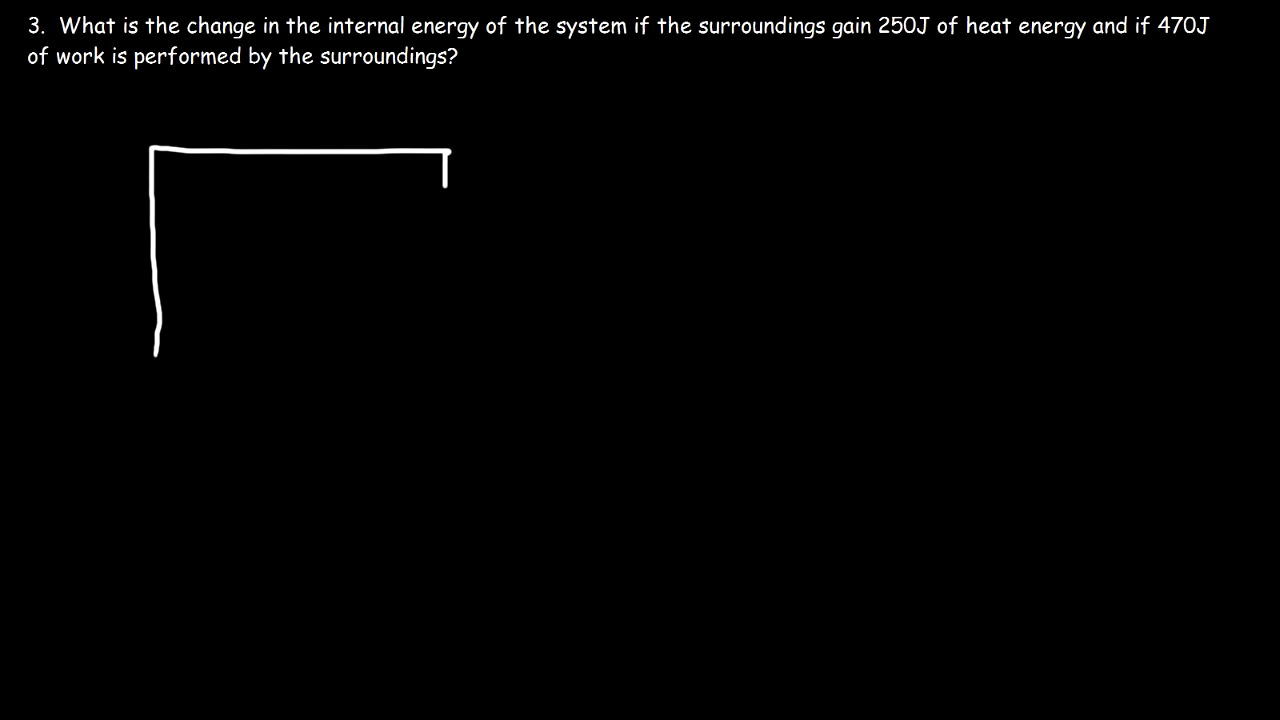 3. What is the change in the internal energy of the system if the surroundings gain 250J of heat energy and if 470J
of work is performed by the surroundings?